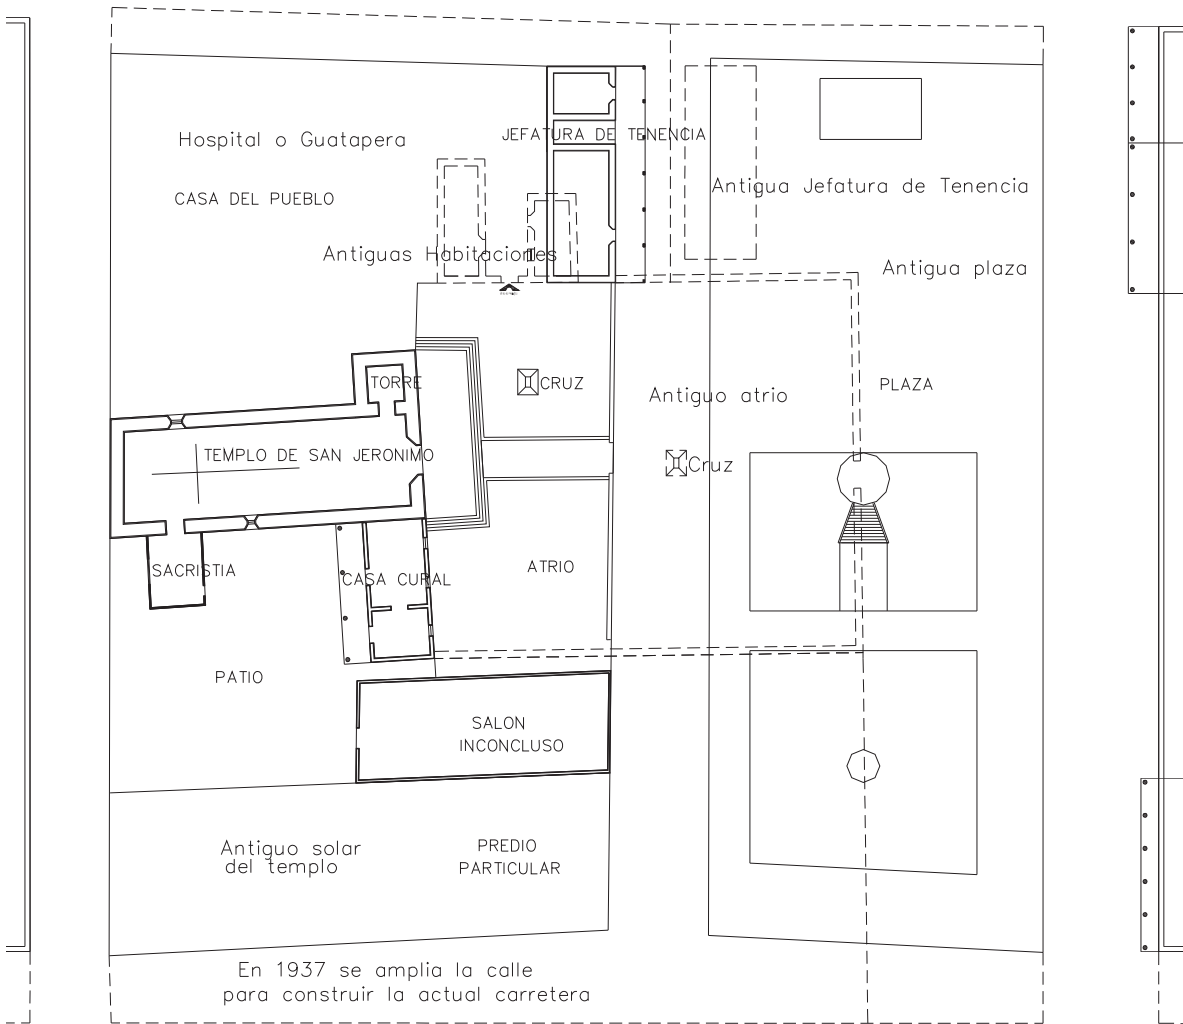 Hospital o Guatapera
JEFATURA DE TENENCIA
CASA DEL PUEBLO
Antigua Jefatura de Tenencia
Antiguas Habitaciones
Antigua plaza
TORRE
CRUZ
Antiguo atrio
PLAZA
TEMPLO DE SAN JERONIMO
Cruz
SACRISTIA
CASA CURAL
ATRIO
PATIO
SALON
INCONCLUSO
Antiguo solar
del templo
PREDIO
PARTICULAR
En 1937 se amplia la calle
para construir la actual carretera